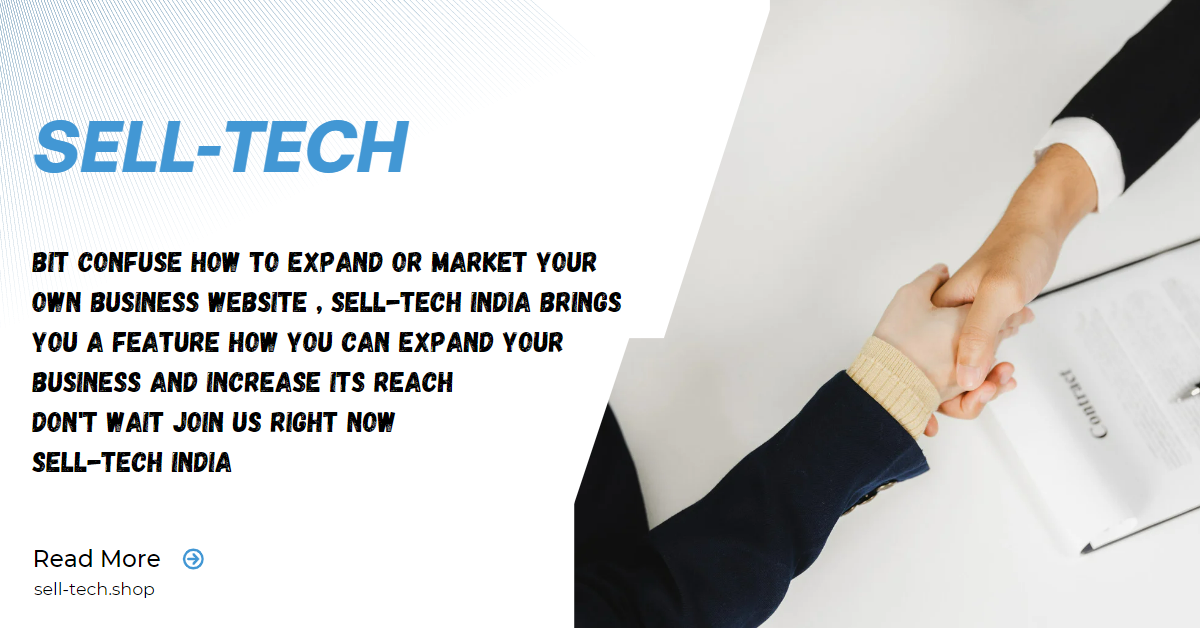 SELL-TECH
BIT CONFUSE HOW TO EXPAND OR MARKET YOUR
OWN BUSINESS WEBSITE , SELL-TECH INDIA BRINGS
YOU A FEATURE HOW YOU CAN EXPAND YOUR
BUSINESS AND INCREASE ITS REACH
DON'T WAIT JOIN US RIGHT NOW
SELL-TECH INDIA
Read More
sell-tech.shop
Contract